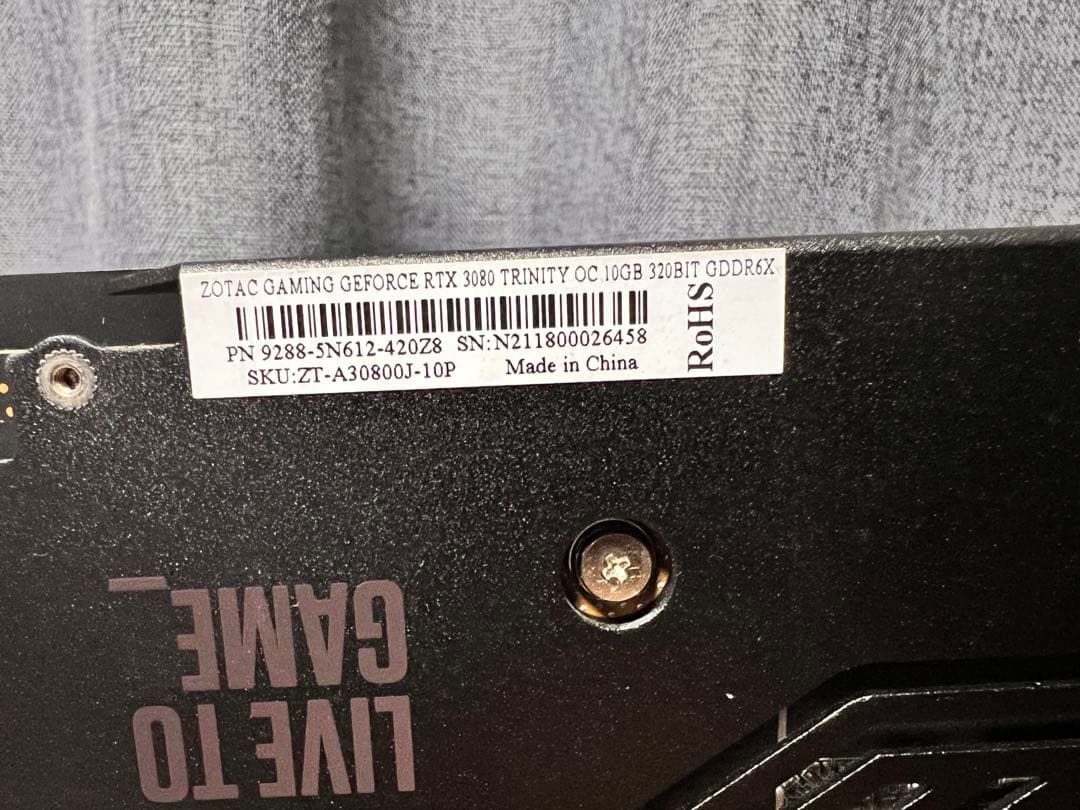 ZOTAC GAMING GEFORCE RTX 3080 TRINITY OC 10GB 320BIT GDDR6X
PN 9288-5N612-420Z8 SN:N211800026458
SKU:ZT-A30800J-10P Made in China
RoHS
LIVE TO
GAME_